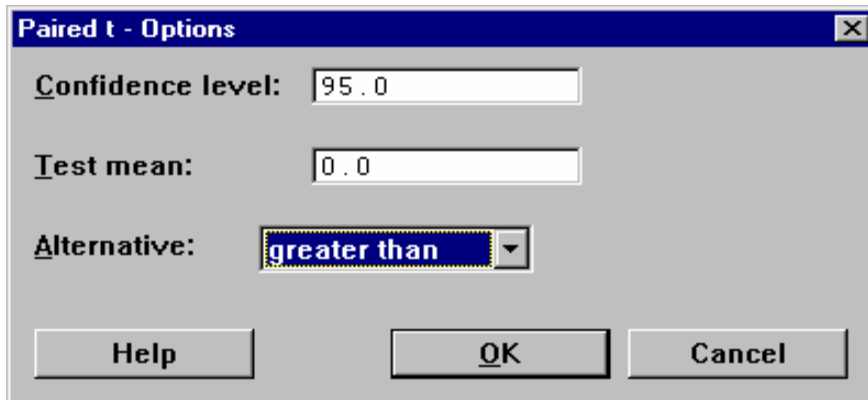 Paired t - Options
Confidence level: 95.0
Test mean: 0.0
Alternative: greater than
Help OK Cancel